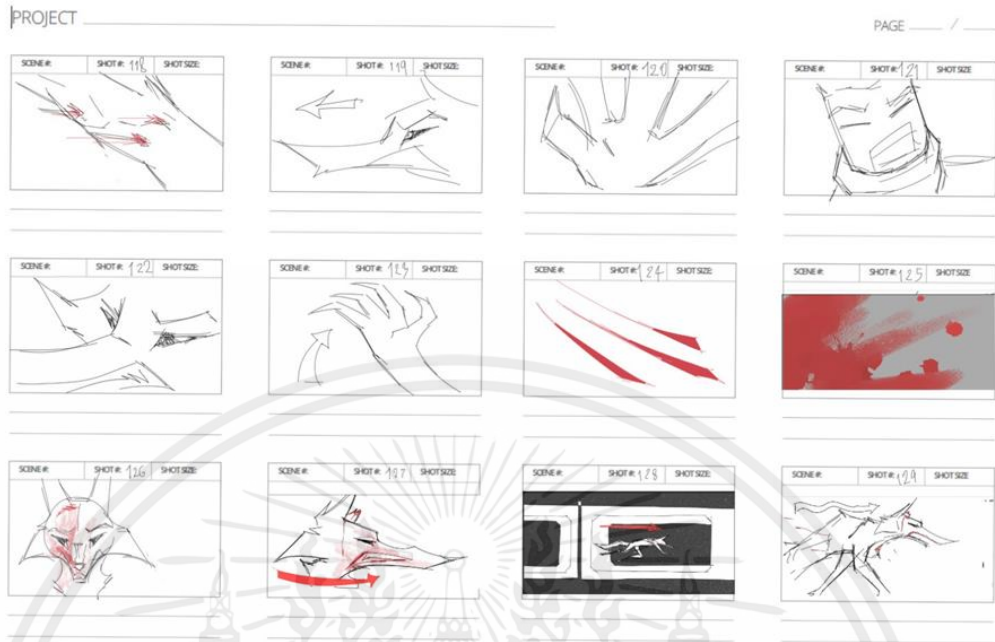 PROJECT
PAGE /
SCENE #: SHOT #: 118 SHOT SIZE:
SCENE #: SHOT #: 119 SHOT SIZE:
SCENE #: SHOT #: 120 SHOT SIZE:
SCENE #: SHOT #: 121 SHOT SIZE:
SCENE #: SHOT #: 122 SHOT SIZE:
SCENE #: SHOT #: 123 SHOT SIZE:
SCENE #: SHOT #: 124 SHOT SIZE:
SCENE #: SHOT #: 125 SHOT SIZE
SCENE #: SHOT #: 126 SHOT SIZE:
SCENE #: SHOT #: 127 SHOT SIZE:
SCENE #: SHOT #: 128 SHOT SIZE:
SCENE #: SHOT #: 129 SHOT SIZE: